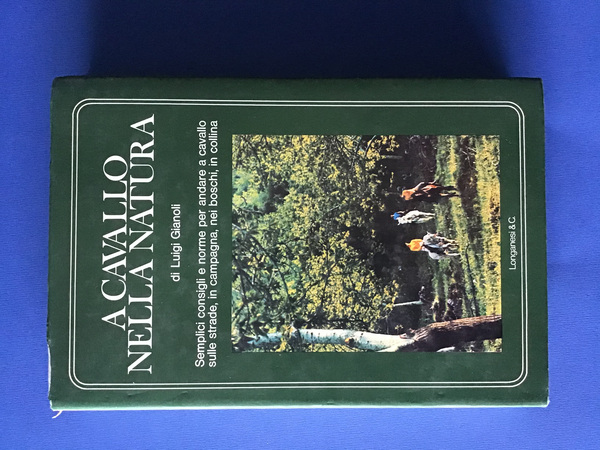 A CAVALLO
NELLA NATURA
di Luigi Gianoli
Semplici consigli e norme per andare a cavallo
sulle strade, in campagna, nei boschi, in collina
Longanesi & C.